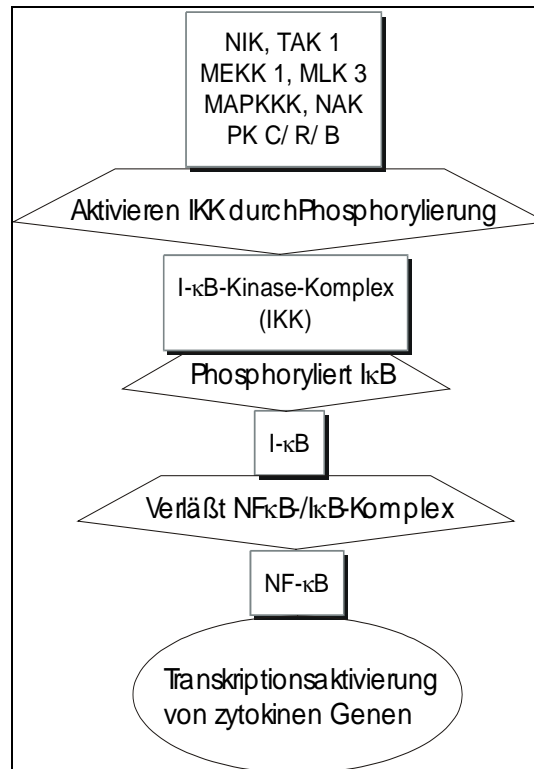 NIK, TAK 1
MEKK 1, MLK 3
MAPKKK, NAK
PK C/ R/ B
Aktivieren IKK durchPhosphorylierung
I-κB-Kinase-Komplex
(IKK)
Phosphoryliert IκB
I-κB
Verläßt NFκB-/IκB-Komplex
NF-κB
Transkriptionsaktivierung
von zytokinen Genen